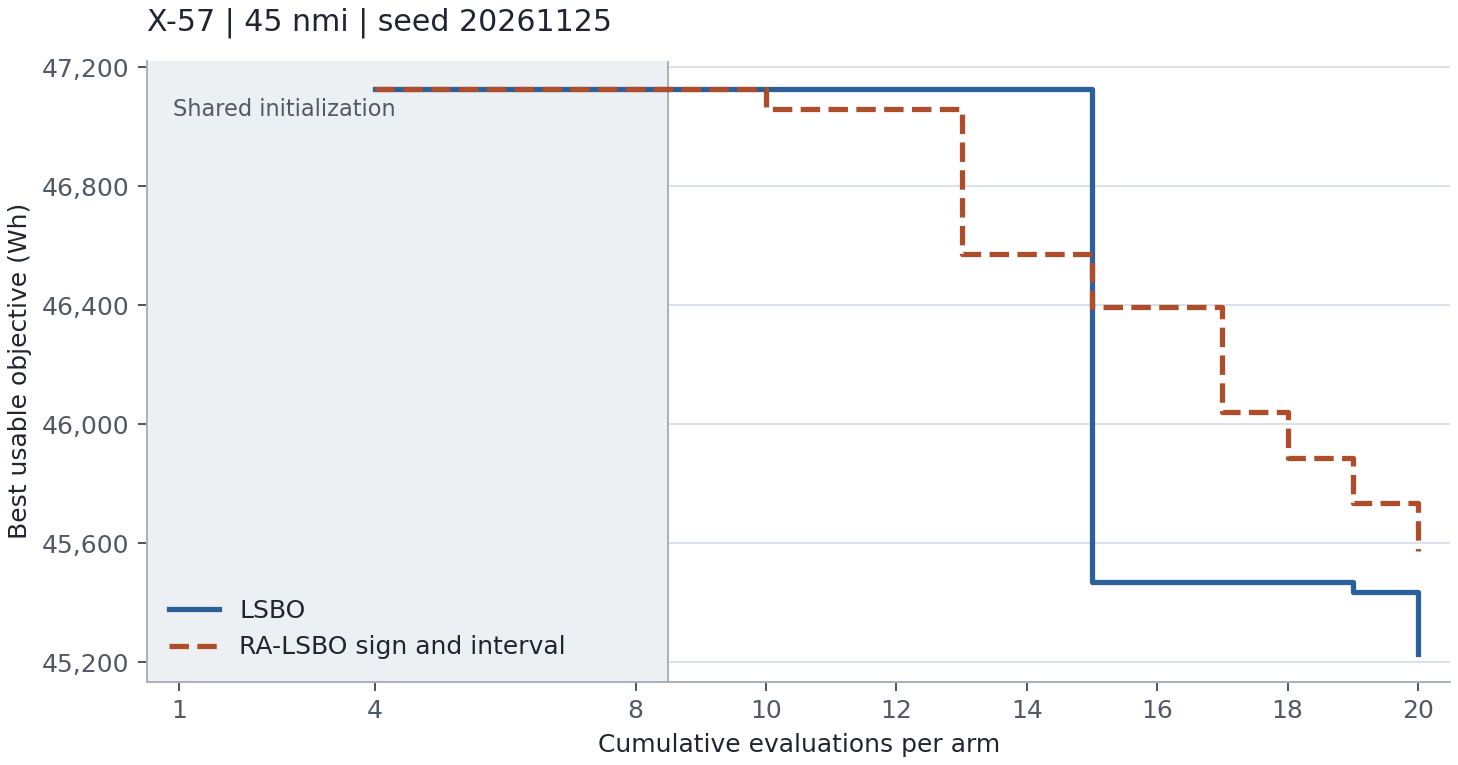 X-57 | 45 nmi | seed 20261125
Best usable objective (Wh)
47,200
46,800
46,400
46,000
45,600
45,200
Shared initialization
LSBO
RA-LSBO sign and interval
1 4 8 10 12 14 16 18 20
Cumulative evaluations per arm